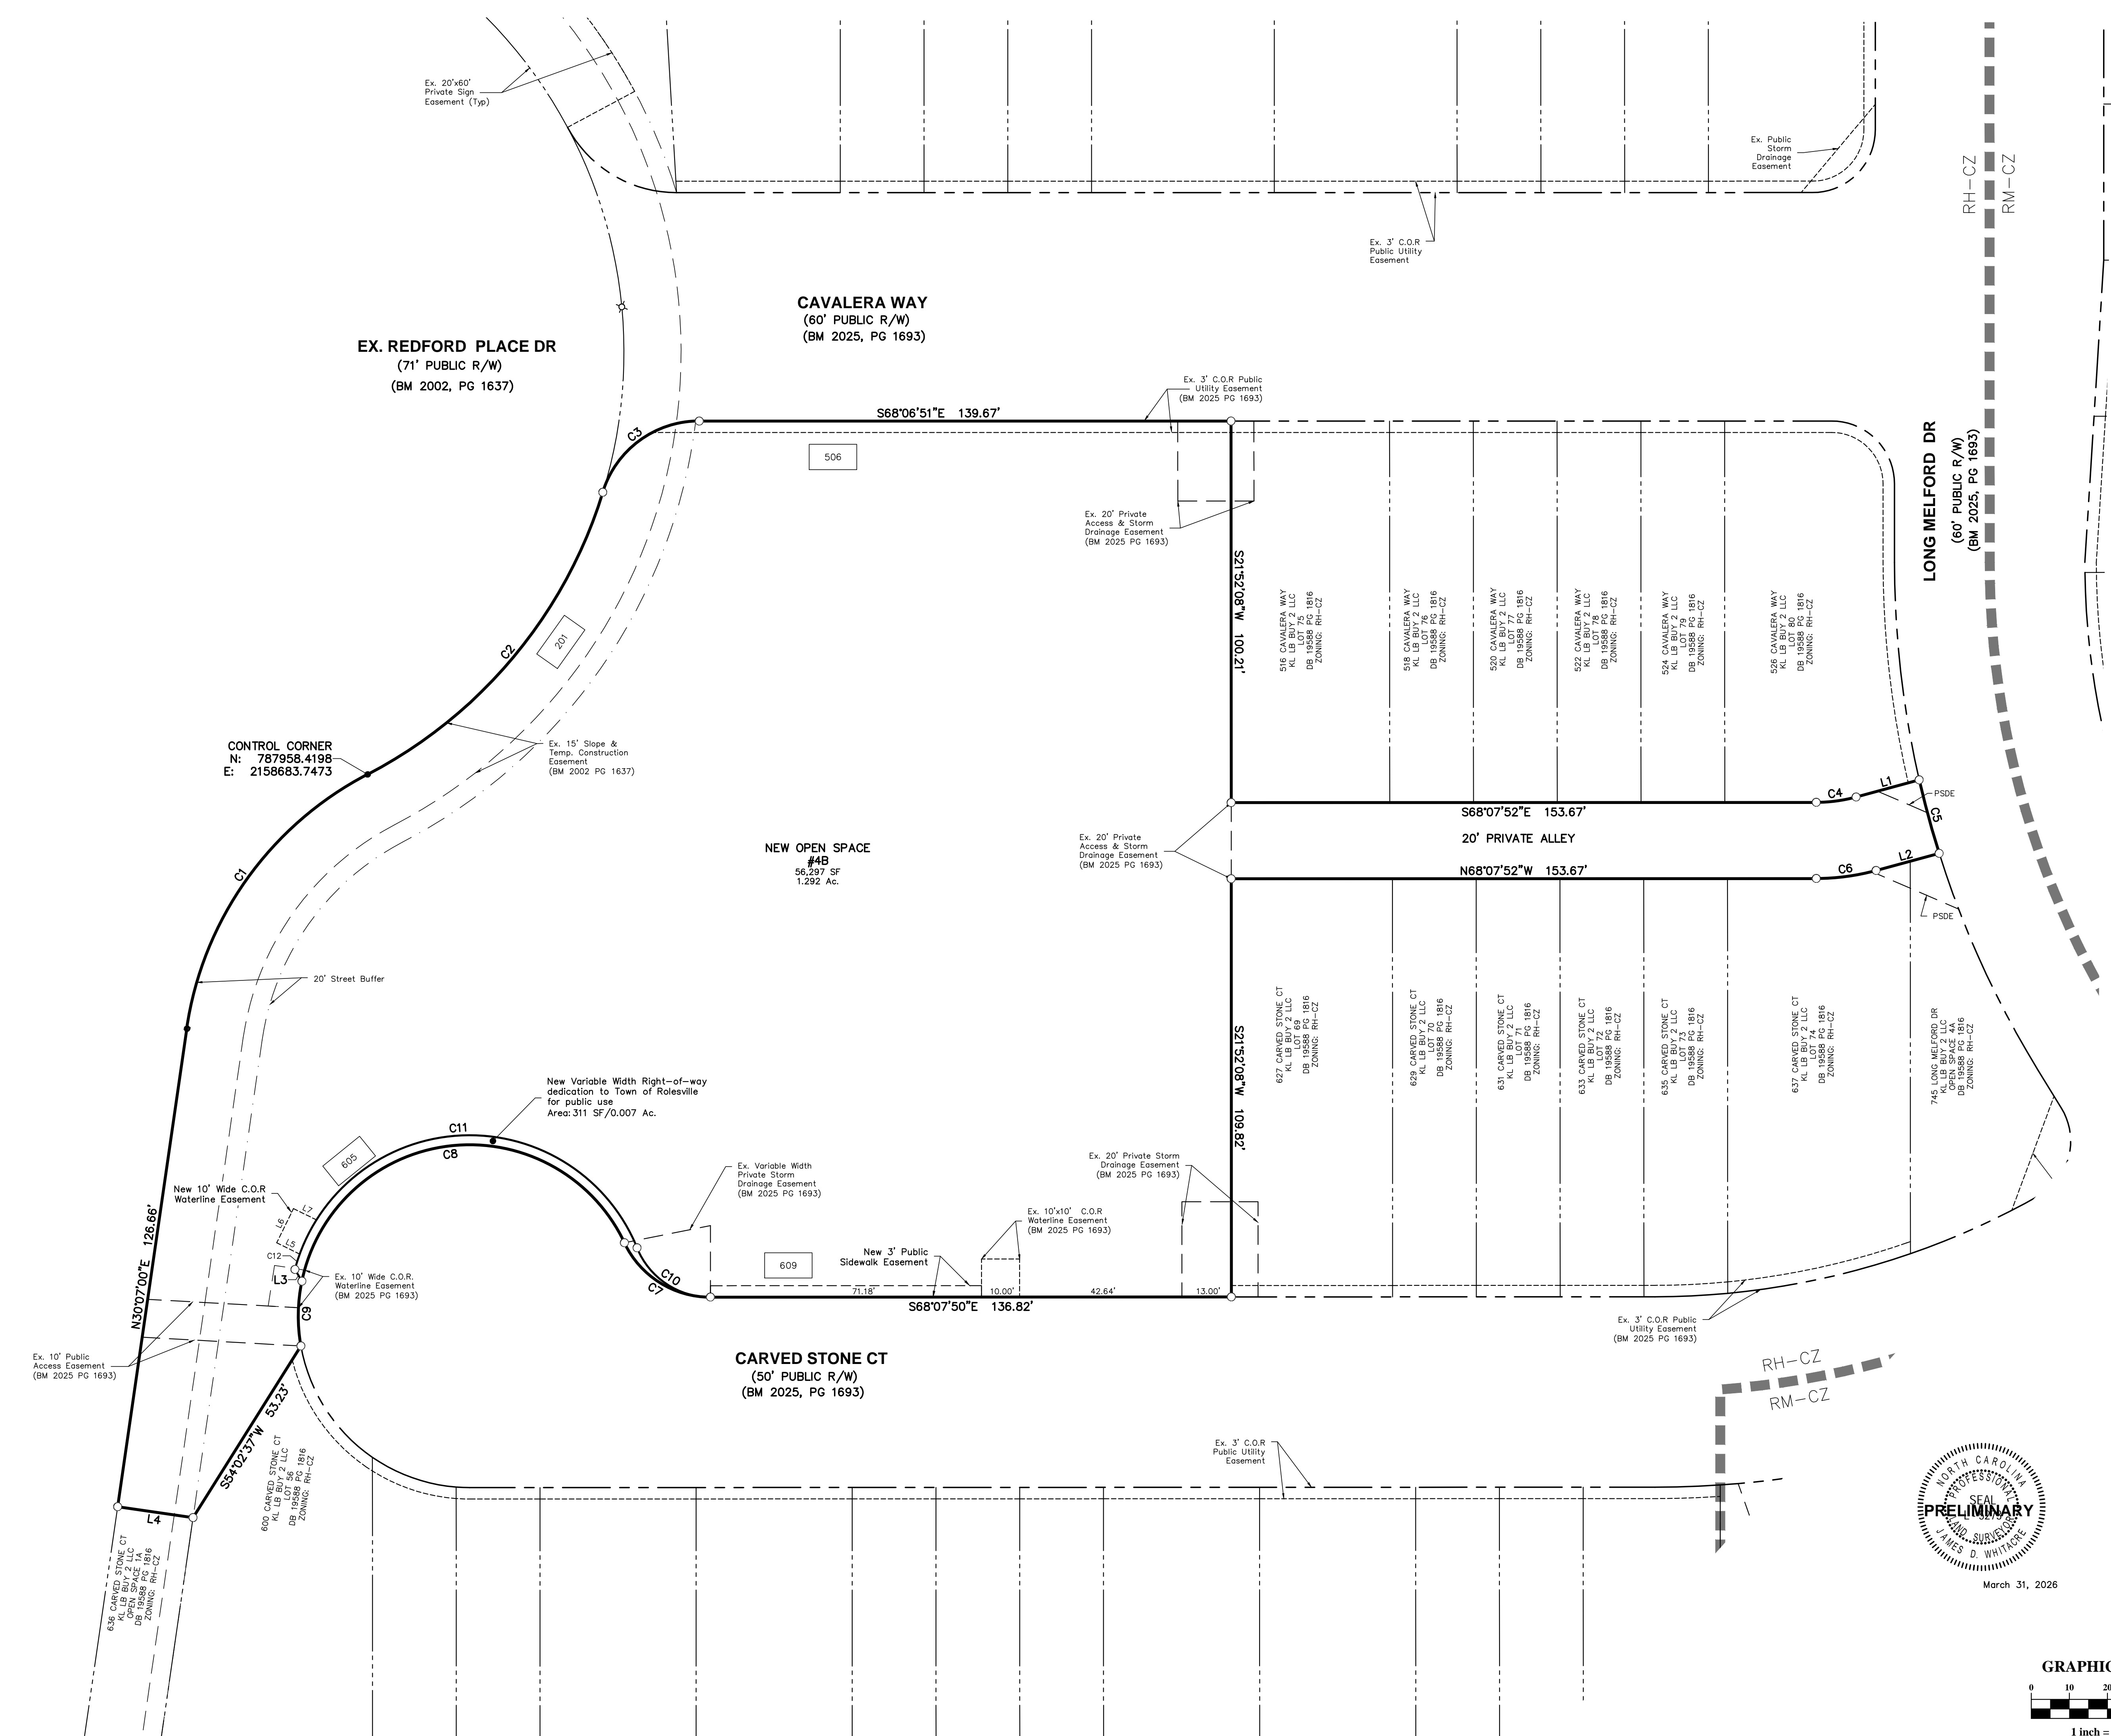 Ex. 20'x60'
Private Sign
Easement (Typ)
Ex. Public
Storm
Drainage
Easement
RH-CZ
RM-CZ
Ex. 3' C.O.R
Public Utility
Easement
CAVALERA WAY
(60' PUBLIC R/W)
(BM 2025, PG 1693)
EX. REDFORD PLACE DR
(71' PUBLIC R/W)
(BM 2002, PG 1637)
Ex. 3' C.O.R Public
Utility Easement
(BM 2025 PG 1693)
S68°06'51"E 139.67'
C3
506
LONG MELFORD DR
(60' PUBLIC R/W)
(BM 2025, PG 1693)
Ex. 20' Private
Access & Storm
Drainage Easement
(BM 2025 PG 1693)
S21°52'08"W 100.21'
516 CAVALERA WAY
KL LB BUY 2 LLC
LOT 75
DB 19588 PG 1816
ZONING: RH-CZ
518 CAVALERA WAY
KL LB BUY 2 LLC
LOT 76
DB 19588 PG 1816
ZONING: RH-CZ
520 CAVALERA WAY
KL LB BUY 2 LLC
LOT 77
DB 19588 PG 1816
ZONING: RH-CZ
522 CAVALERA WAY
KL LB BUY 2 LLC
LOT 78
DB 19588 PG 1816
ZONING: RH-CZ
524 CAVALERA WAY
KL LB BUY 2 LLC
LOT 79
DB 19588 PG 1816
ZONING: RH-CZ
526 CAVALERA WAY
KL LB BUY 2 LLC
LOT 80
DB 19588 PG 1816
ZONING: RH-CZ
C2
201
CONTROL CORNER
N: 787958.4198
E: 2158683.7473
Ex. 15' Slope &
Temp. Construction
Easement
(BM 2002 PG 1637)
C4
L1
PSDE
C5
S68°07'52"E 153.67'
20' PRIVATE ALLEY
Ex. 20' Private
Access & Storm
Drainage Easement
(BM 2025 PG 1693)
NEW OPEN SPACE
#4B
56,297 SF
1.292 Ac.
N68°07'52"W 153.67'
C6
L2
PSDE
C1
20' Street Buffer
S21°52'08"W 109.82'
627 CARVED STONE CT
KL LB BUY 2 LLC
LOT 69
DB 19588 PG 1816
ZONING: RH-CZ
629 CARVED STONE CT
KL LB BUY 2 LLC
LOT 70
DB 19588 PG 1816
ZONING: RH-CZ
631 CARVED STONE CT
KL LB BUY 2 LLC
LOT 71
DB 19588 PG 1816
ZONING: RH-CZ
633 CARVED STONE CT
KL LB BUY 2 LLC
LOT 72
DB 19588 PG 1816
ZONING: RH-CZ
635 CARVED STONE CT
KL LB BUY 2 LLC
LOT 73
DB 19588 PG 1816
ZONING: RH-CZ
637 CARVED STONE CT
KL LB BUY 2 LLC
LOT 74
DB 19588 PG 1816
ZONING: RH-CZ
745 LONG MELFORD DR
KL LB BUY 2 LLC
OPEN SPACE 4A
DB 19588 PG 1816
ZONING: RH-CZ
New Variable Width Right-of-way
dedication to Town of Rolesville
for public use
Area: 311 SF/0.007 Ac.
C11
C8
605
New 10' Wide C.O.R
Waterline Easement
L7
L6
L5
C12
L3
Ex. 10' Wide C.O.R.
Waterline Easement
(BM 2025 PG 1693)
C9
Ex. Variable Width
Private Storm
Drainage Easement
(BM 2025 PG 1693)
Ex. 20' Private Storm
Drainage Easement
(BM 2025 PG 1693)
Ex. 10'x10' C.O.R
Waterline Easement
(BM 2025 PG 1693)
New 3' Public
Sidewalk Easement
609
C10
C7
71.18'
10.00'
42.64'
13.00'
S68°07'50"E 136.82'
N30°07'00"E 126.66'
Ex. 10' Public
Access Easement
(BM 2025 PG 1693)
Ex. 3' C.O.R Public
Utility Easement
(BM 2025 PG 1693)
CARVED STONE CT
(50' PUBLIC R/W)
(BM 2025, PG 1693)
RH-CZ
RM-CZ
S54°02'37"W 53.23'
600 CARVED STONE CT
KL LB BUY 2 LLC
LOT 56
DB 19588 PG 1816
ZONING: RH-CZ
Ex. 3' C.O.R
Public Utility
Easement
L4
636 CARVED STONE CT
KL LB BUY 2 LLC
OPEN SPACE 1A
DB 19588 PG 1816
ZONING: RH-CZ
NORTH CAROLINA
PROFESSIONAL
SEAL
PRELIMINARY
LAND SURVEYOR
JAMES D. WHITACRE
March 31, 2026
GRAPHIC
0 10 20
1 inch =